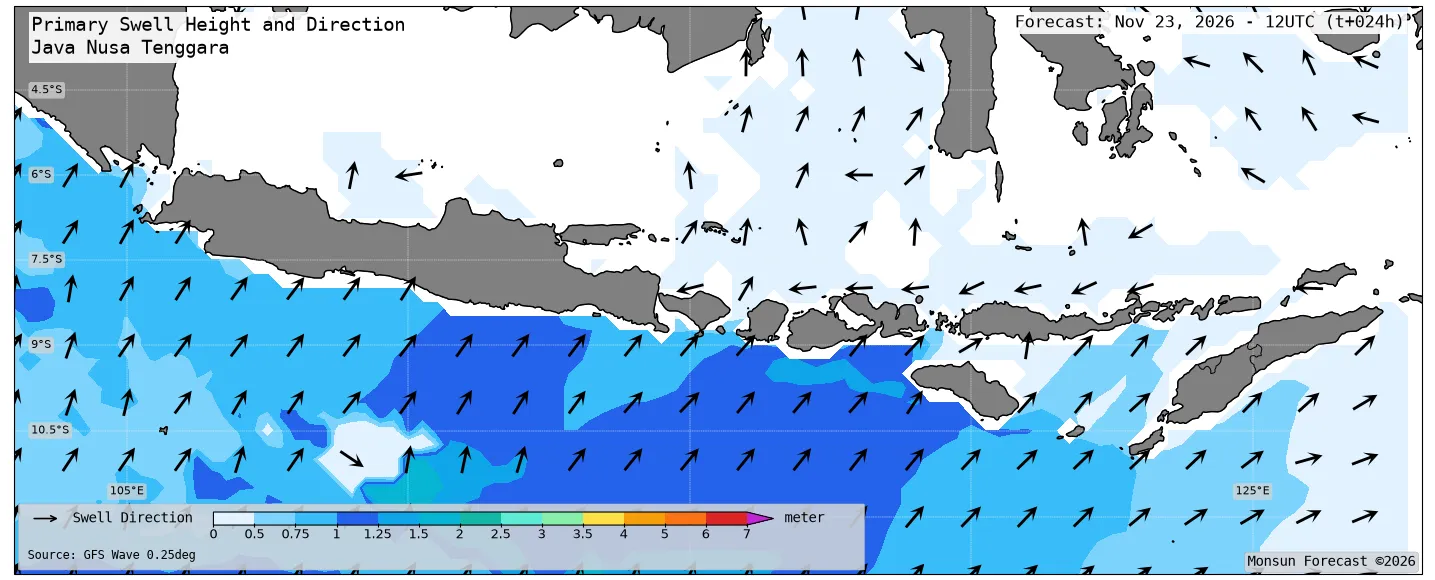 Primary Swell Height and Direction
Java Nusa Tenggara
Forecast: Nov 23, 2026 - 12UTC (t+024h)
4.5°S
6°S
7.5°S
9°S
10.5°S
105°E
125°E
Swell Direction
0 0.5 0.75 1 1.25 1.5 2 2.5 3 3.5 4 5 6 7
meter
Source: GFS Wave 0.25deg
Monsun Forecast ©2026